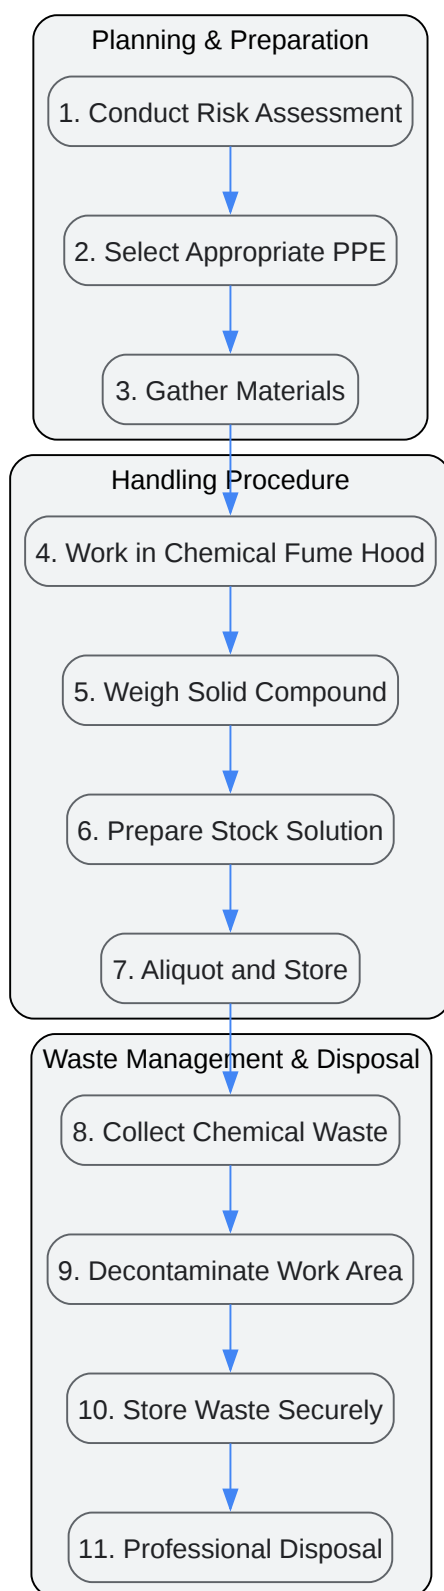 Planning & Preparation
1. Conduct Risk Assessment
2. Select Appropriate PPE
3. Gather Materials
Handling Procedure
4. Work in Chemical Fume Hood
5. Weigh Solid Compound
6. Prepare Stock Solution
7. Aliquot and Store
Waste Management & Disposal
8. Collect Chemical Waste
9. Decontaminate Work Area
10. Store Waste Securely
11. Professional Disposal